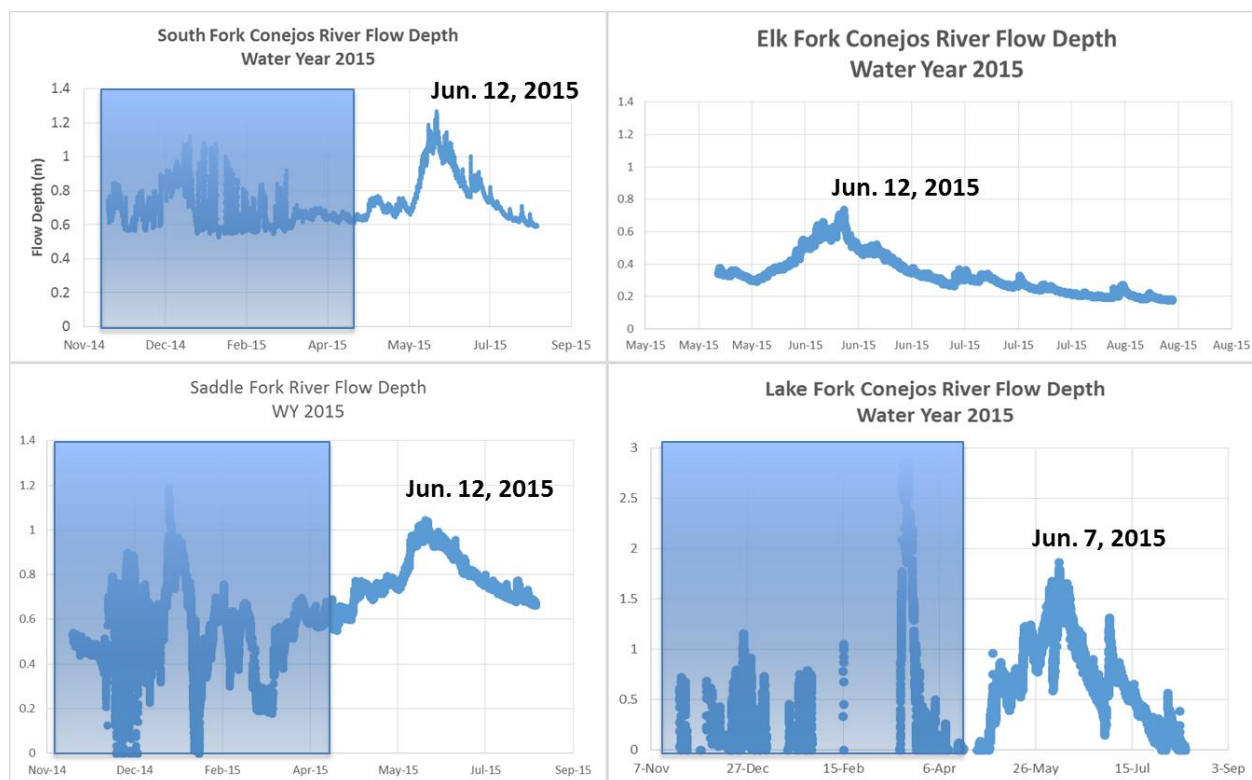 South Fork Conejos River Flow Depth
Water Year 2015
Jun. 12, 2015
Flow Depth (m)
1.4
1.2
1
0.8
0.6
0.4
0.2
0
Nov-14 Dec-14 Feb-15 Apr-15 May-15 Jul-15 Sep-15
Elk Fork Conejos River Flow Depth
Water Year 2015
Jun. 12, 2015
1.4
1.2
1
0.8
0.6
0.4
0.2
0
May-15 May-15 May-15 Jun-15 Jun-15 Jun-15 Jul-15 Jul-15 Jul-15 Aug-15 Aug-15 Aug-15
Saddle Fork River Flow Depth
WY 2015
Jun. 12, 2015
1.4
1.2
1
0.8
0.6
0.4
0.2
0
Nov-14 Dec-14 Feb-15 Apr-15 May-15 Jul-15 Sep-15
Lake Fork Conejos River Flow Depth
Water Year 2015
Jun. 7, 2015
3
2.5
2
1.5
1
0.5
0
7-Nov 27-Dec 15-Feb 6-Apr 26-May 15-Jul 3-Sep